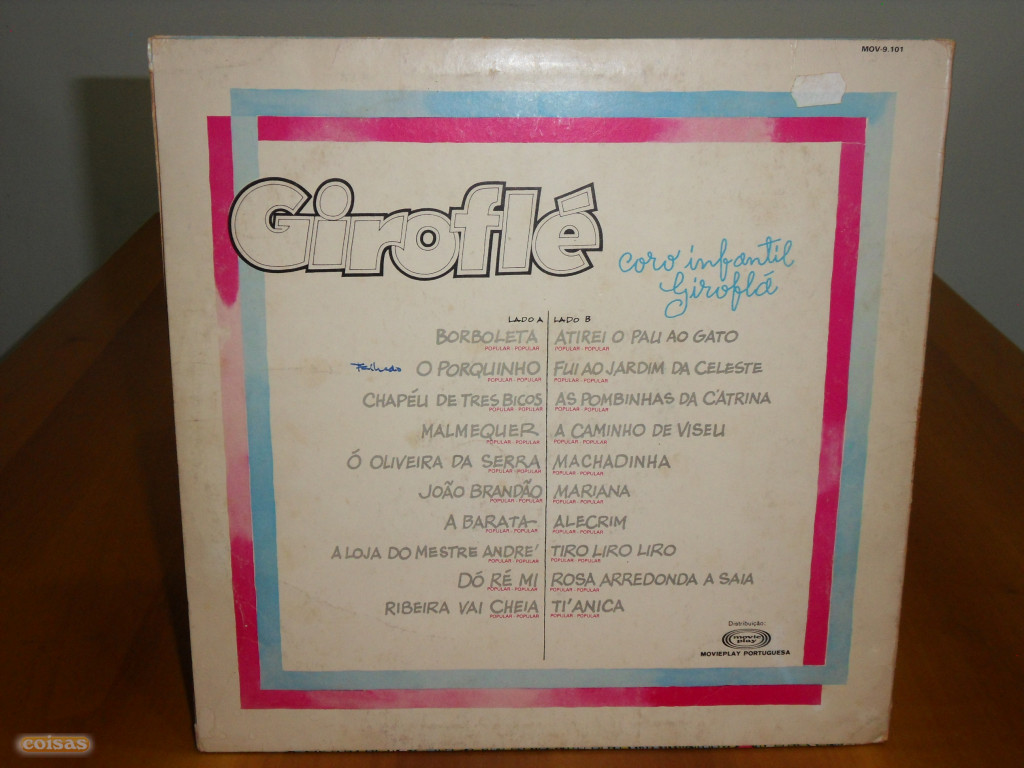 MOV-9.101
Giroflé
coro infantil
Giroflá
LADO A
BORBOLETA
POPULAR - POPULAR
O PORQUINHO
POPULAR - POPULAR
CHAPÉU DE TRES BICOS
POPULAR - POPULAR
MALMEQUER
POPULAR - POPULAR
Ó OLIVEIRA DA SERRA
POPULAR - POPULAR
JOÃO BRANDÃO
POPULAR - POPULAR
A BARATA
POPULAR - POPULAR
A LOJA DO MESTRE ANDRÉ
POPULAR - POPULAR
DÓ RÉ MI
POPULAR - POPULAR
RIBEIRA VAI CHEIA
POPULAR - POPULAR
LADO B
ATIREI O PAU AO GATO
POPULAR - POPULAR
FUI AO JARDIM DA CELESTE
POPULAR - POPULAR
AS POMBINHAS DA C'ATRINA
POPULAR - POPULAR
A CAMINHO DE VISEU
POPULAR - POPULAR
MACHADINHA
POPULAR - POPULAR
MARIANA
POPULAR - POPULAR
ALECRIM
POPULAR - POPULAR
TIRO LIRO LIRO
POPULAR - POPULAR
ROSA ARREDONDA A SAIA
POPULAR - POPULAR
TI'ANICA
POPULAR - POPULAR
Distribuição:
movie
play
MOVIEPLAY PORTUGUESA
coisas